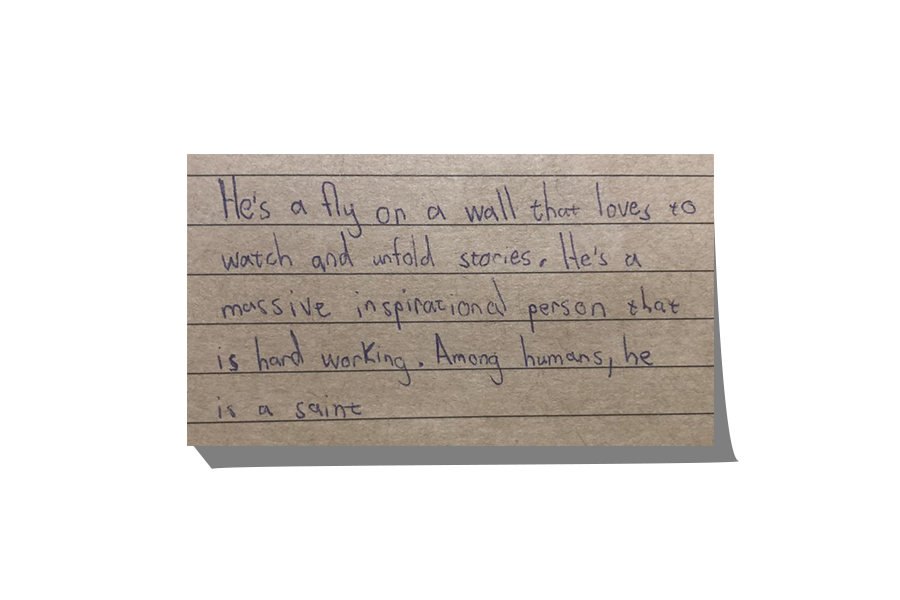 He's a fly on a wall that loves to
watch and unfold stories. He's a
massive inspirational person that
is hard working. Among humans, he
is a saint